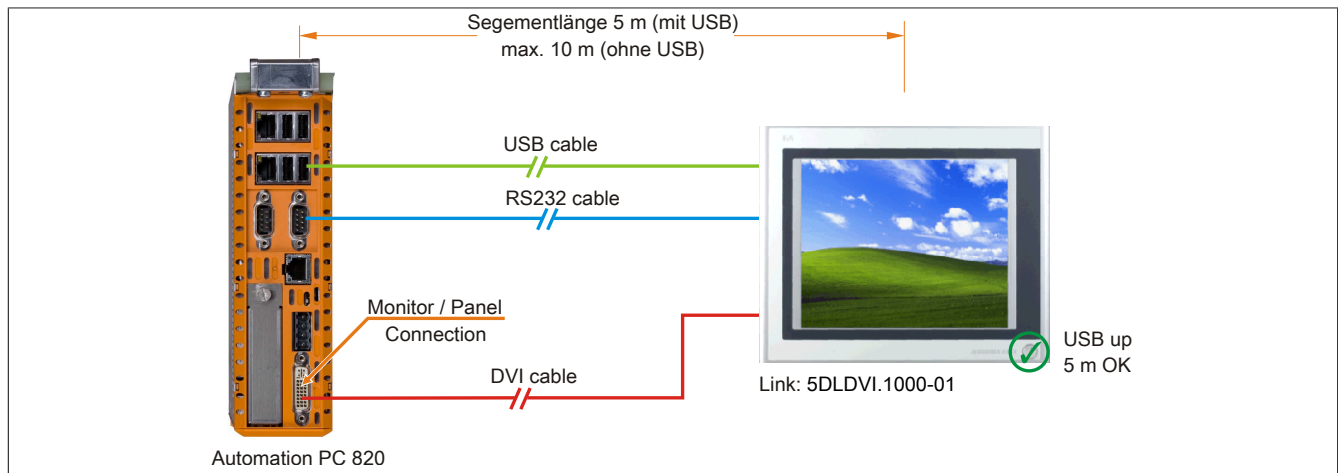 Segementlänge 5 m (mit USB)
max. 10 m (ohne USB)
USB cable
RS232 cable
Monitor / Panel
Connection
USB up
5 m OK
DVI cable
Link: 5DLDVI.1000-01
Automation PC 820